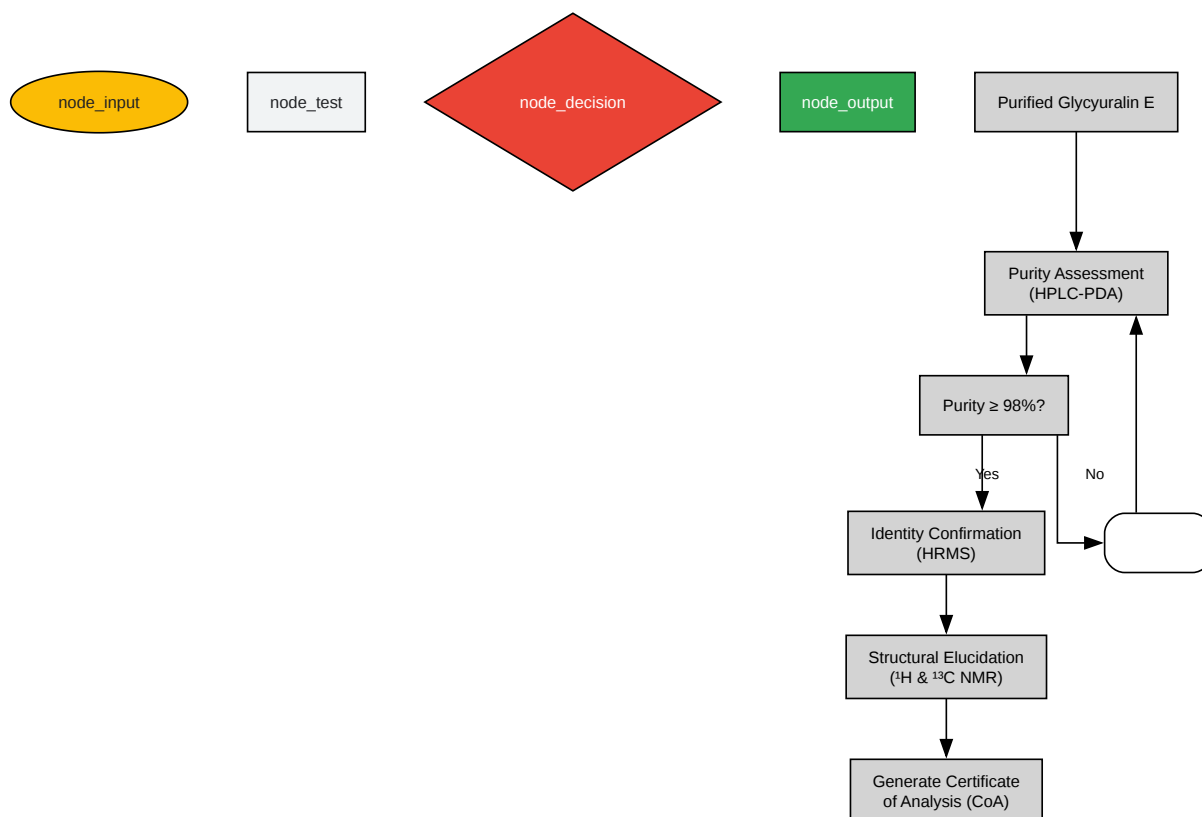 node_input
node_test
node_decision
node_output
Purified Glycyuralin E
Purity Assessment
(HPLC-PDA)
Purity ≥ 98%?
Yes
No
Identity Confirmation
(HRMS)
Structural Elucidation
(¹H & ¹³C NMR)
Generate Certificate
of Analysis (CoA)